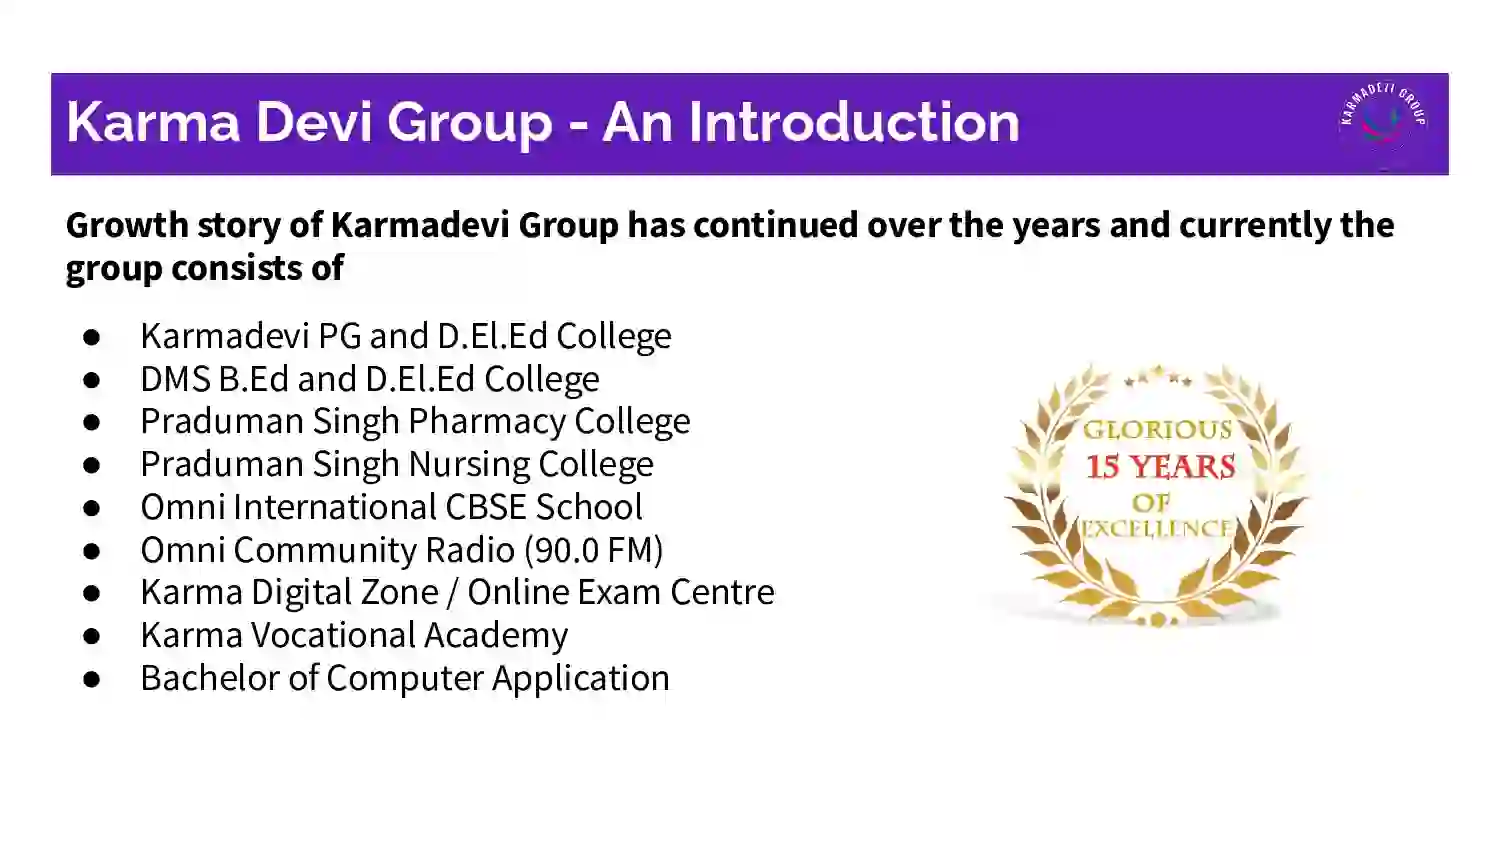 Karma Devi Group - An Introduction
KARMADEVI GROUP
Growth story of Karmadevi Group has continued over the years and currently the
group consists of
● Karmadevi PG and D.El.Ed College
● DMS B.Ed and D.El.Ed College
● Praduman Singh Pharmacy College
● Praduman Singh Nursing College
● Omni International CBSE School
● Omni Community Radio (90.0 FM)
● Karma Digital Zone / Online Exam Centre
● Karma Vocational Academy
● Bachelor of Computer Application
GLORIOUS
15 YEARS
OF
EXCELLENCE